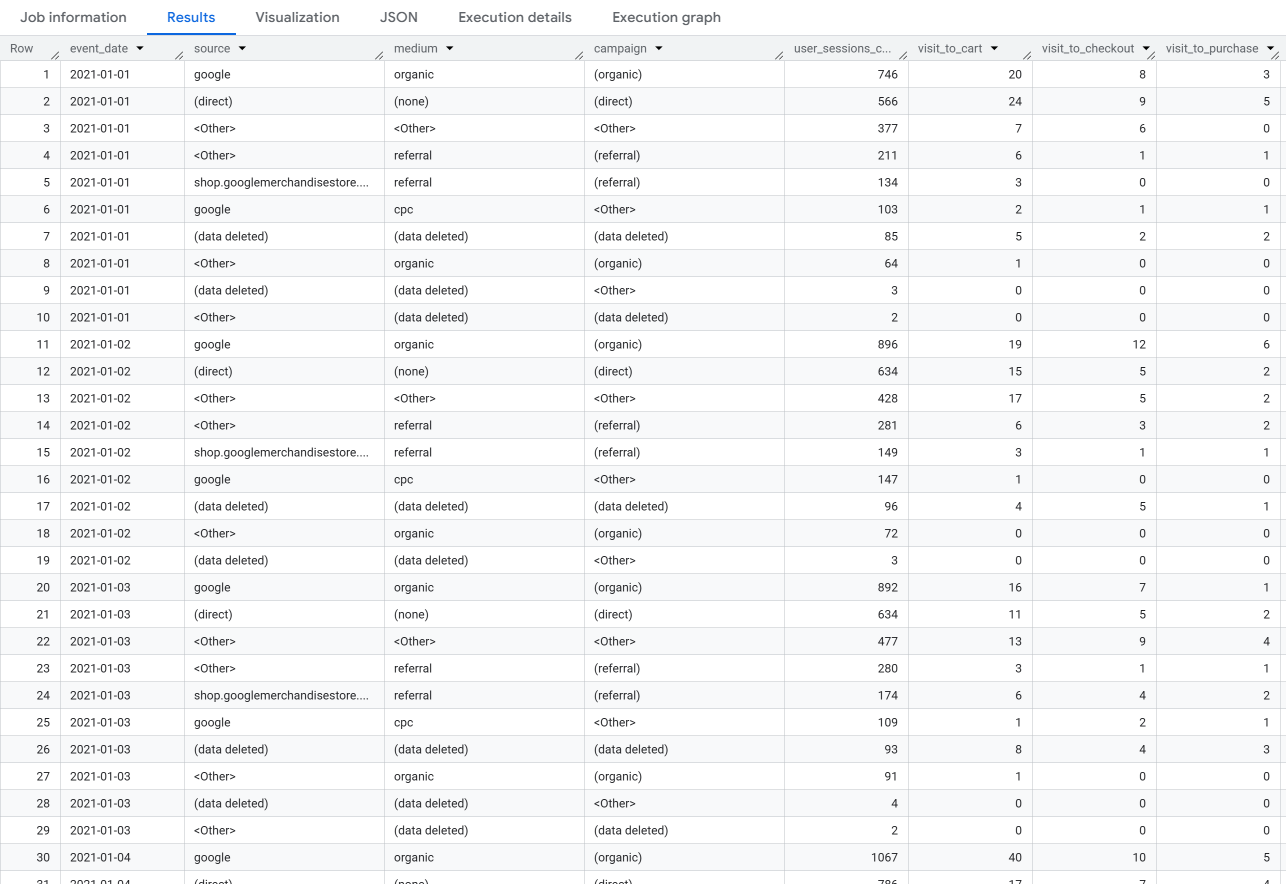 Job information Results Visualization JSON Execution details Execution graph
Row event_date source medium campaign user_sessions_c... visit_to_cart visit_to_checkout visit_to_purchase
1 2021-01-01 google organic (organic) 746 20 8 3
2 2021-01-01 (direct) (none) (direct) 566 24 9 5
3 2021-01-01 <Other> <Other> <Other> 377 7 6 0
4 2021-01-01 <Other> referral (referral) 211 6 1 1
5 2021-01-01 shop.googlemerchandisestore.... referral (referral) 134 3 0 0
6 2021-01-01 google cpc <Other> 103 2 1 1
7 2021-01-01 (data deleted) (data deleted) (data deleted) 85 5 2 2
8 2021-01-01 <Other> organic (organic) 64 1 0 0
9 2021-01-01 (data deleted) (data deleted) <Other> 3 0 0 0
10 2021-01-01 <Other> (data deleted) (data deleted) 2 0 0 0
11 2021-01-02 google organic (organic) 896 19 12 6
12 2021-01-02 (direct) (none) (direct) 634 15 5 2
13 2021-01-02 <Other> <Other> <Other> 428 17 5 2
14 2021-01-02 <Other> referral (referral) 281 6 3 2
15 2021-01-02 shop.googlemerchandisestore.... referral (referral) 149 3 1 1
16 2021-01-02 google cpc <Other> 147 1 0 0
17 2021-01-02 (data deleted) (data deleted) (data deleted) 96 4 5 1
18 2021-01-02 <Other> organic (organic) 72 0 0 0
19 2021-01-02 (data deleted) (data deleted) <Other> 3 0 0 0
20 2021-01-03 google organic (organic) 892 16 7 1
21 2021-01-03 (direct) (none) (direct) 634 11 5 2
22 2021-01-03 <Other> <Other> <Other> 477 13 9 4
23 2021-01-03 <Other> referral (referral) 280 3 1 1
24 2021-01-03 shop.googlemerchandisestore.... referral (referral) 174 6 4 2
25 2021-01-03 google cpc <Other> 109 1 2 1
26 2021-01-03 (data deleted) (data deleted) (data deleted) 93 8 4 3
27 2021-01-03 <Other> organic (organic) 91 1 0 0
28 2021-01-03 (data deleted) (data deleted) <Other> 4 0 0 0
29 2021-01-03 <Other> (data deleted) (data deleted) 2 0 0 0
30 2021-01-04 google organic (organic) 1067 40 10 5
31 2021-01-04 (direct) (none) (direct) 786 17 7 4